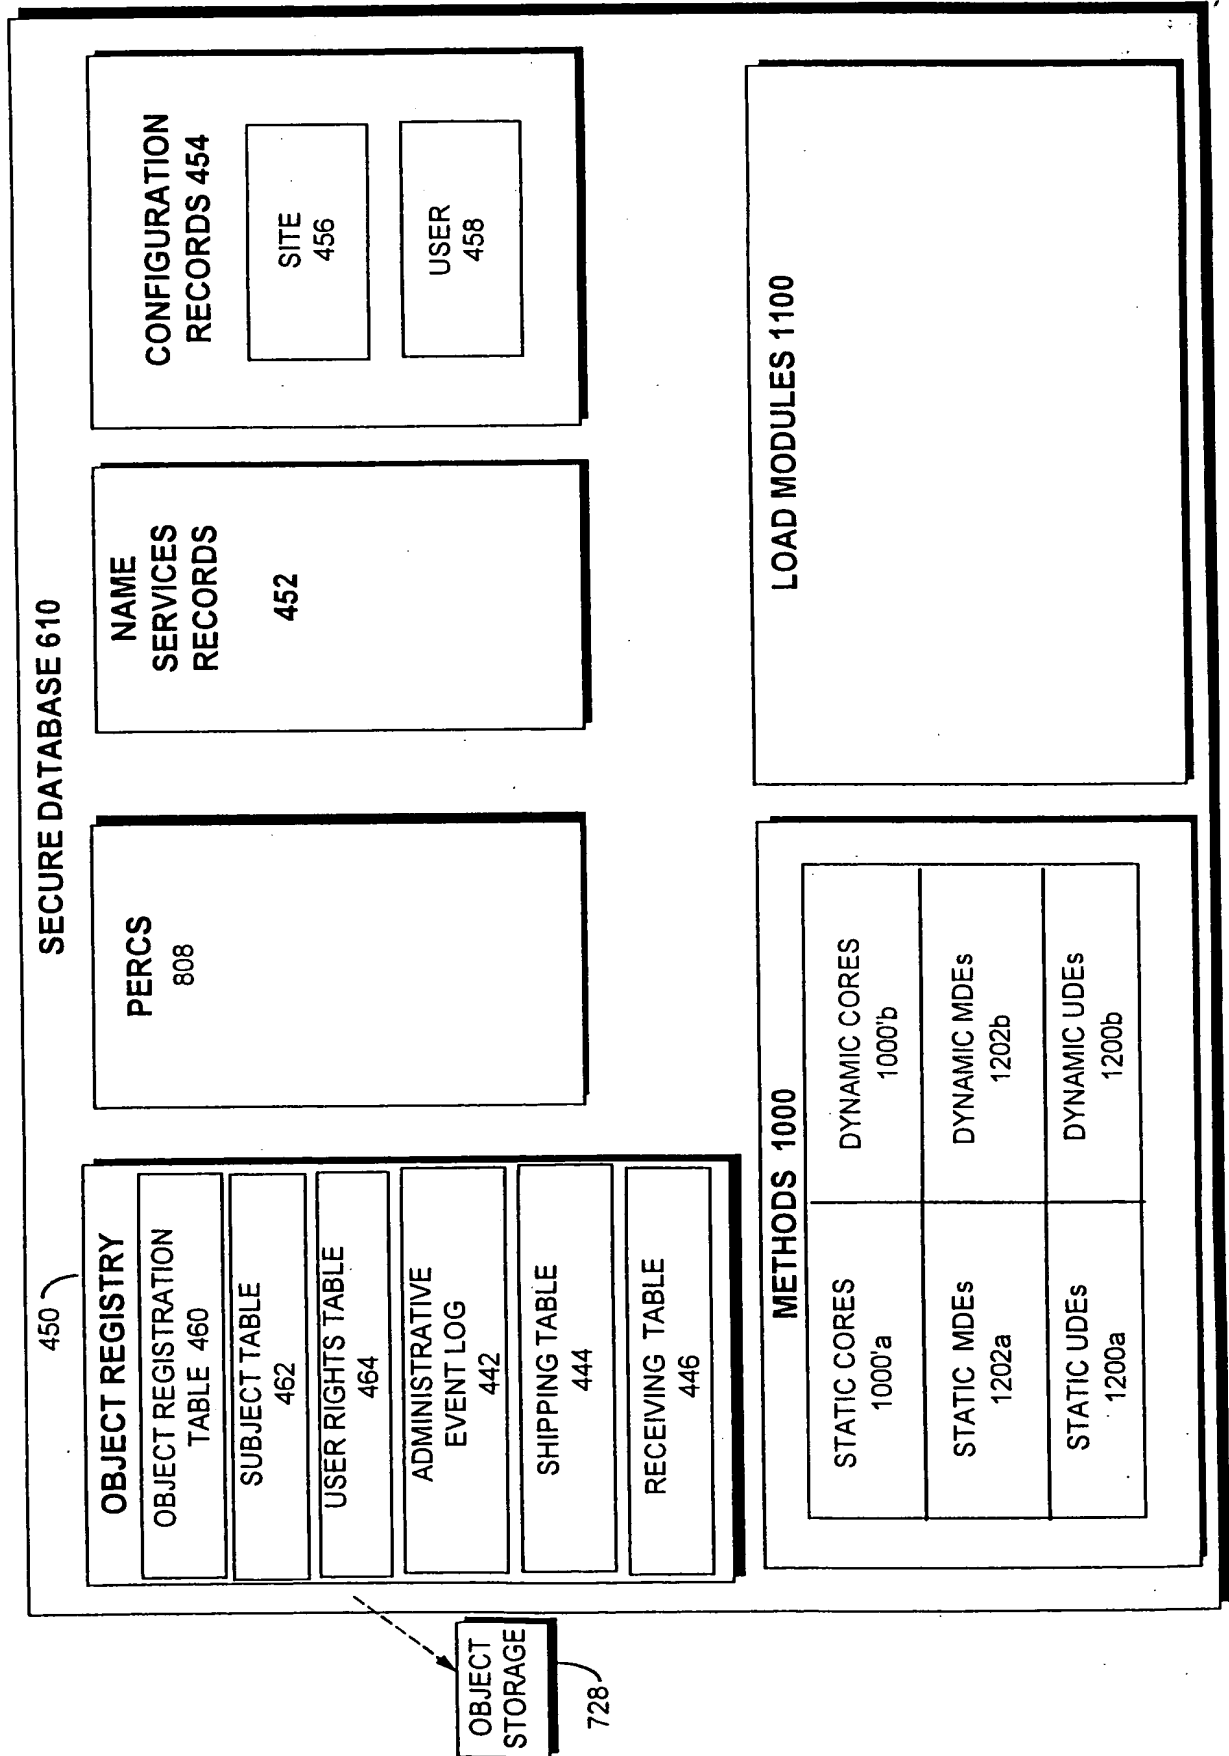 SECURE DATABASE 610
450
OBJECT REGISTRY
OBJECT REGISTRATION
TABLE 460
SUBJECT TABLE
462
USER RIGHTS TABLE
464
ADMINISTRATIVE
EVENT LOG
442
SHIPPING TABLE
444
RECEIVING TABLE
446
PERCS
808
NAME
SERVICES
RECORDS
452
CONFIGURATION
RECORDS 454
SITE
456
USER
458
OBJECT
STORAGE
728
METHODS 1000
STATIC CORES
1000'a
DYNAMIC CORES
1000'b
STATIC MDEs
1202a
DYNAMIC MDEs
1202b
STATIC UDEs
1200a
DYNAMIC UDEs
1200b
LOAD MODULES 1100